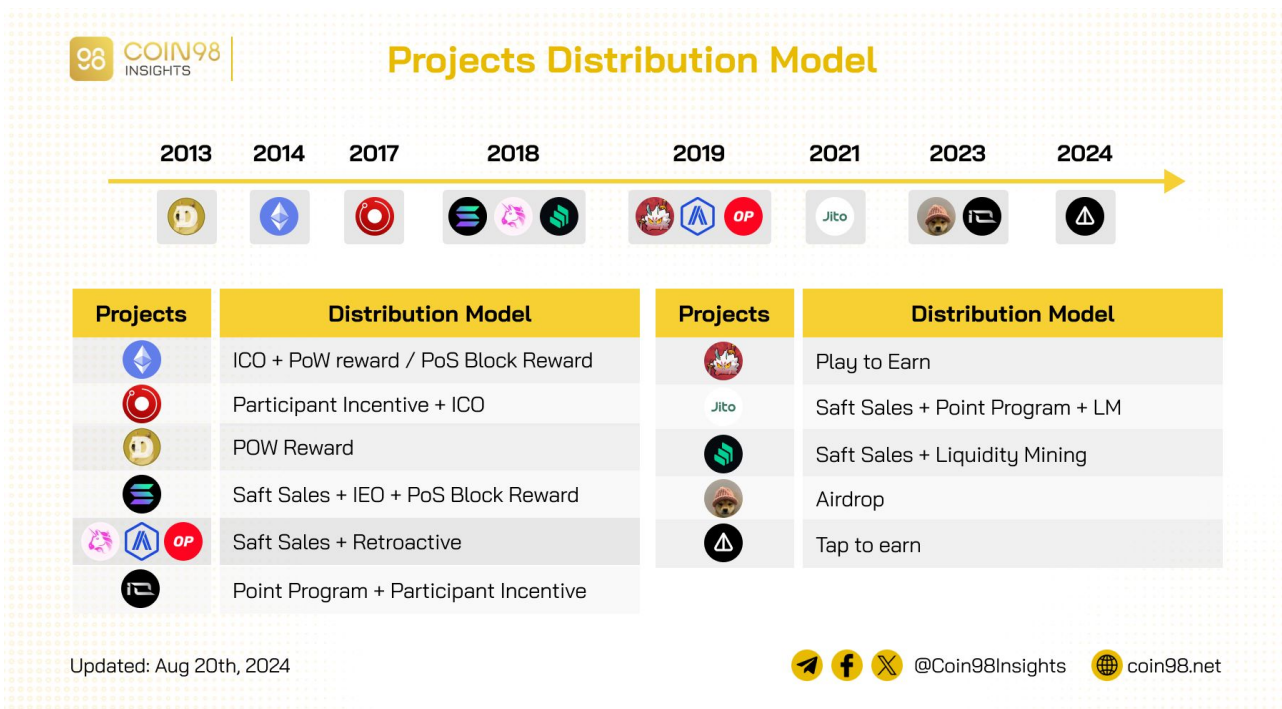 98
COIN98
INSIGHTS
Projects Distribution Model
2013 2014 2017 2018 2019 2021 2023 2024
OP Jito
Projects Distribution Model
ICO + PoW reward / PoS Block Reward
Participant Incentive + ICO
POW Reward
Saft Sales + IEO + PoS Block Reward
OP Saft Sales + Retroactive
Point Program + Participant Incentive
Projects Distribution Model
Play to Earn
Jito Saft Sales + Point Program + LM
Saft Sales + Liquidity Mining
Airdrop
Tap to earn
Updated: Aug 20th, 2024
@Coin98Insights coin98.net